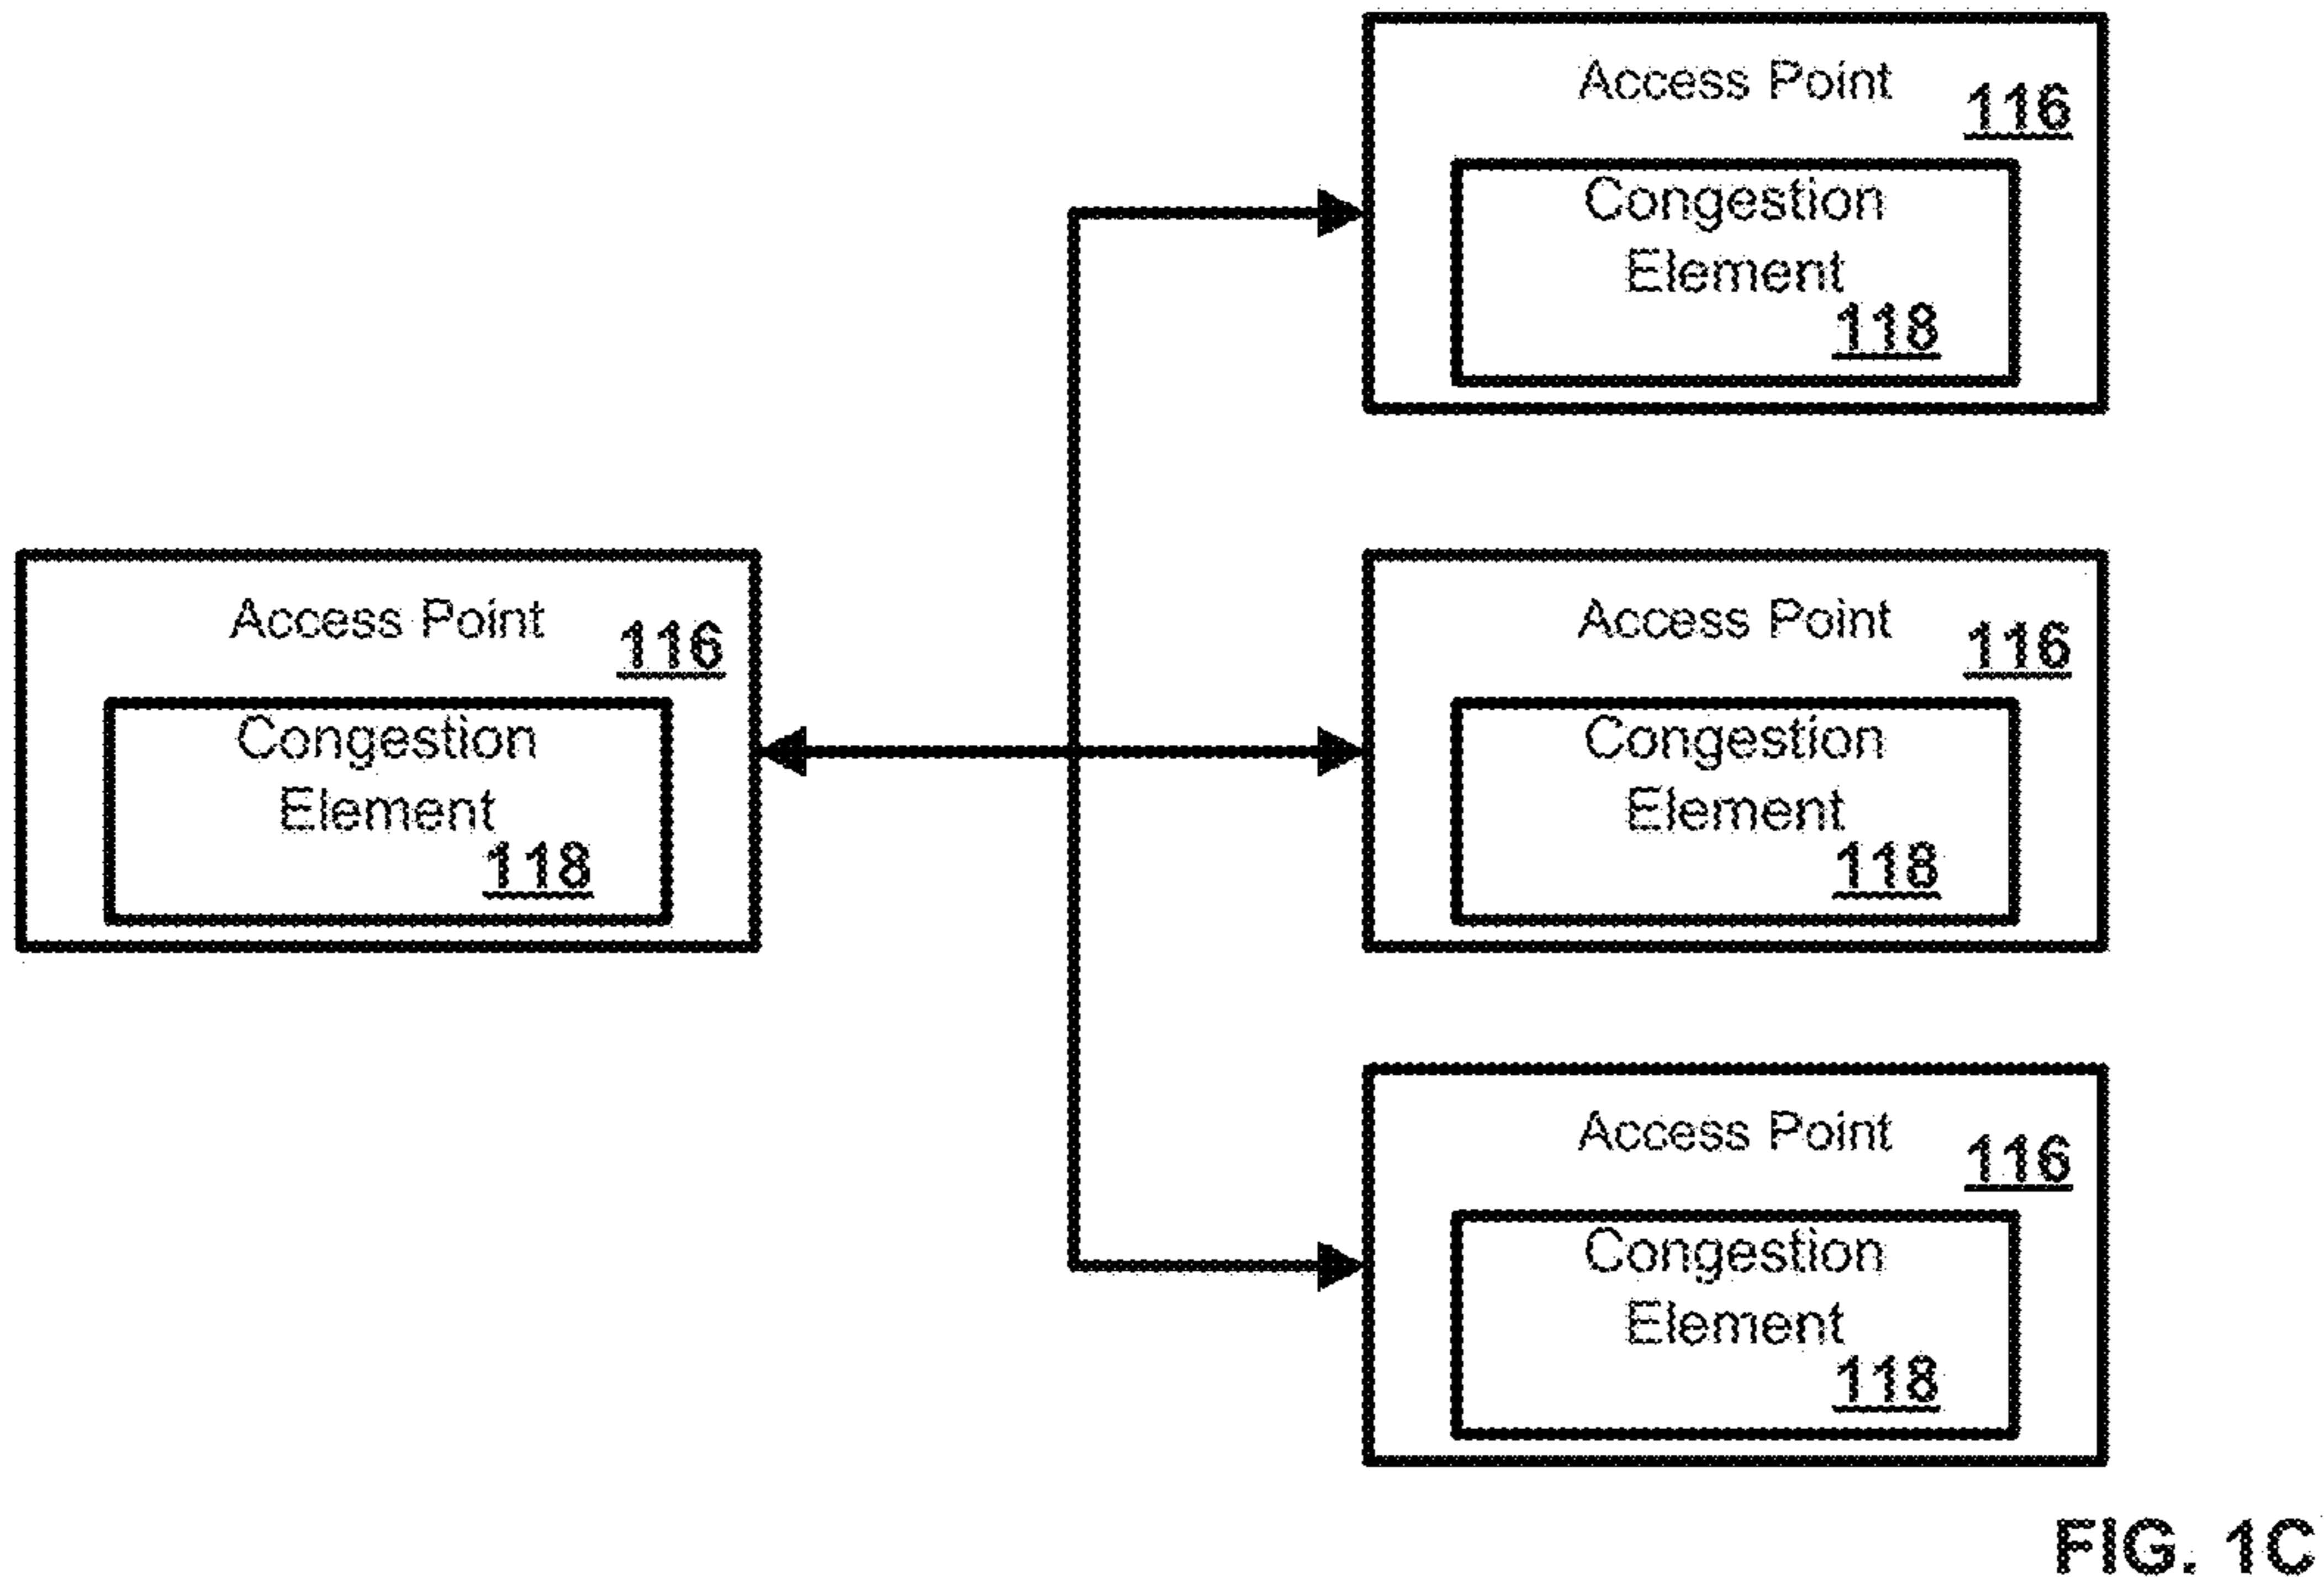 Access Point
116
Congestion
Element
118
Access Point
116
Congestion
Element
118
Access Point
116
Congestion
Element
118
Access Point
116
Congestion
Element
118
FIG. 1C